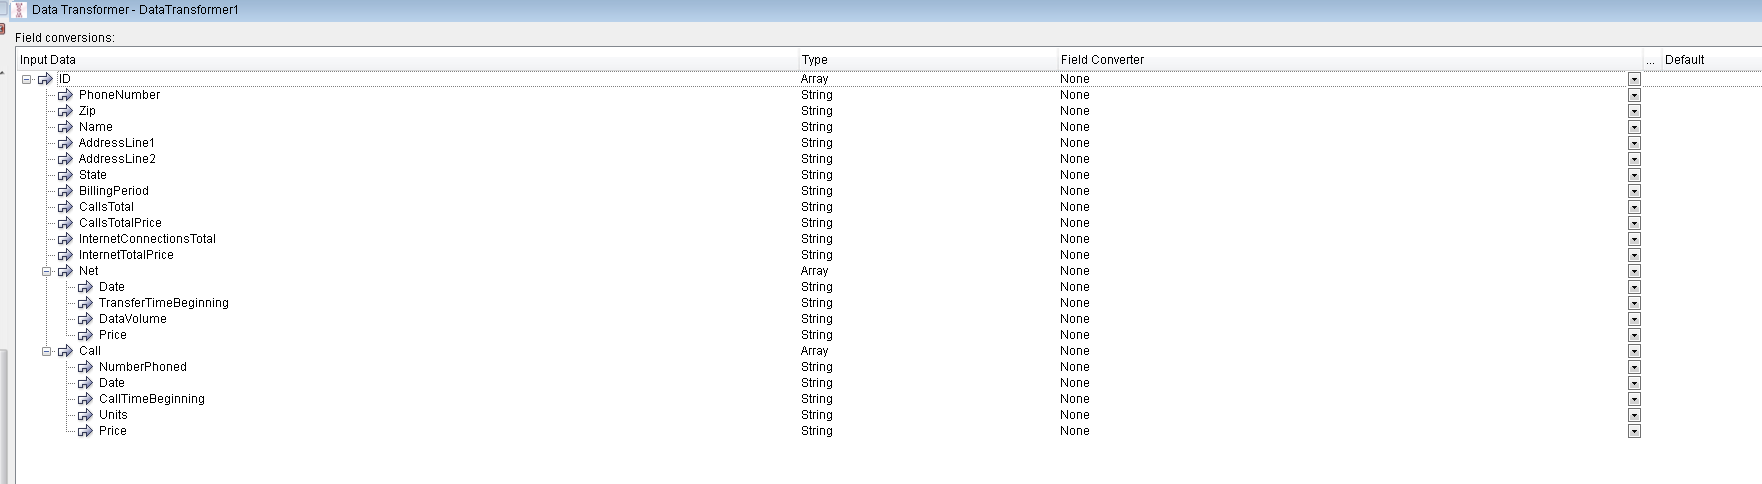 Data Transformer - DataTransformer1
Field conversions:
Input Data Type Field Converter ... Default
ID Array None
PhoneNumber String None
Zip String None
Name String None
AddressLine1 String None
AddressLine2 String None
State String None
BillingPeriod String None
CallsTotal String None
CallsTotalPrice String None
InternetConnectionsTotal String None
InternetTotalPrice String None
Net Array None
Date String None
TransferTimeBeginning String None
DataVolume String None
Price String None
Call Array None
NumberPhoned String None
Date String None
CallTimeBeginning String None
Units String None
Price String None